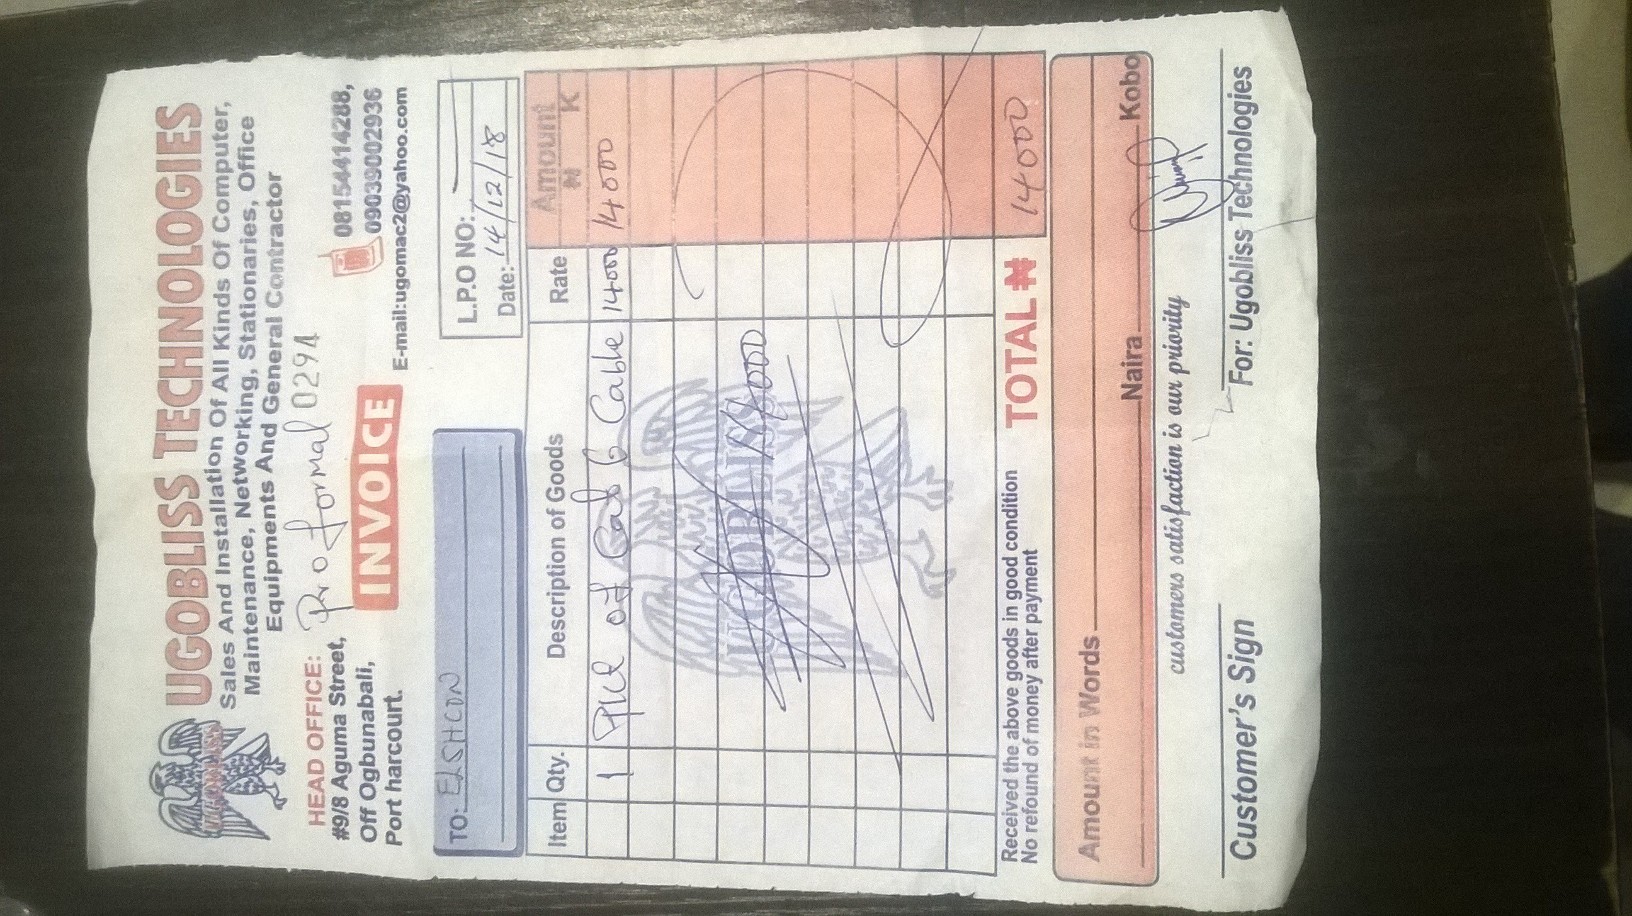 UGOBLISS TECHNOLOGIES
UGOBLISS
Sales And Installation Of All Kinds Of Computer,
Maintenance, Networking, Stationaries, Office
Equipments And General Contractor
HEAD OFFICE:
#9/8 Aguma Street,
Off Ogbunabali,
Port harcourt.
Pro formal 0294
INVOICE
08154414288,
09039002936
E-mail:ugomac2@yahoo.com
TO: ELSHCON
L.P.O NO:
Date: 14/12/18
Item Qty. Description of Goods Rate Amount
₦ K
1 of Cat 6 Cable 14000 14000
UGOBLISS
Received the above goods in good condition
No refund of money after payment
TOTAL ₦ 14000
Amount in Words
Naira Kobo
customers satisfaction is our priority
Customer's Sign
For: Ugobliss Technologies